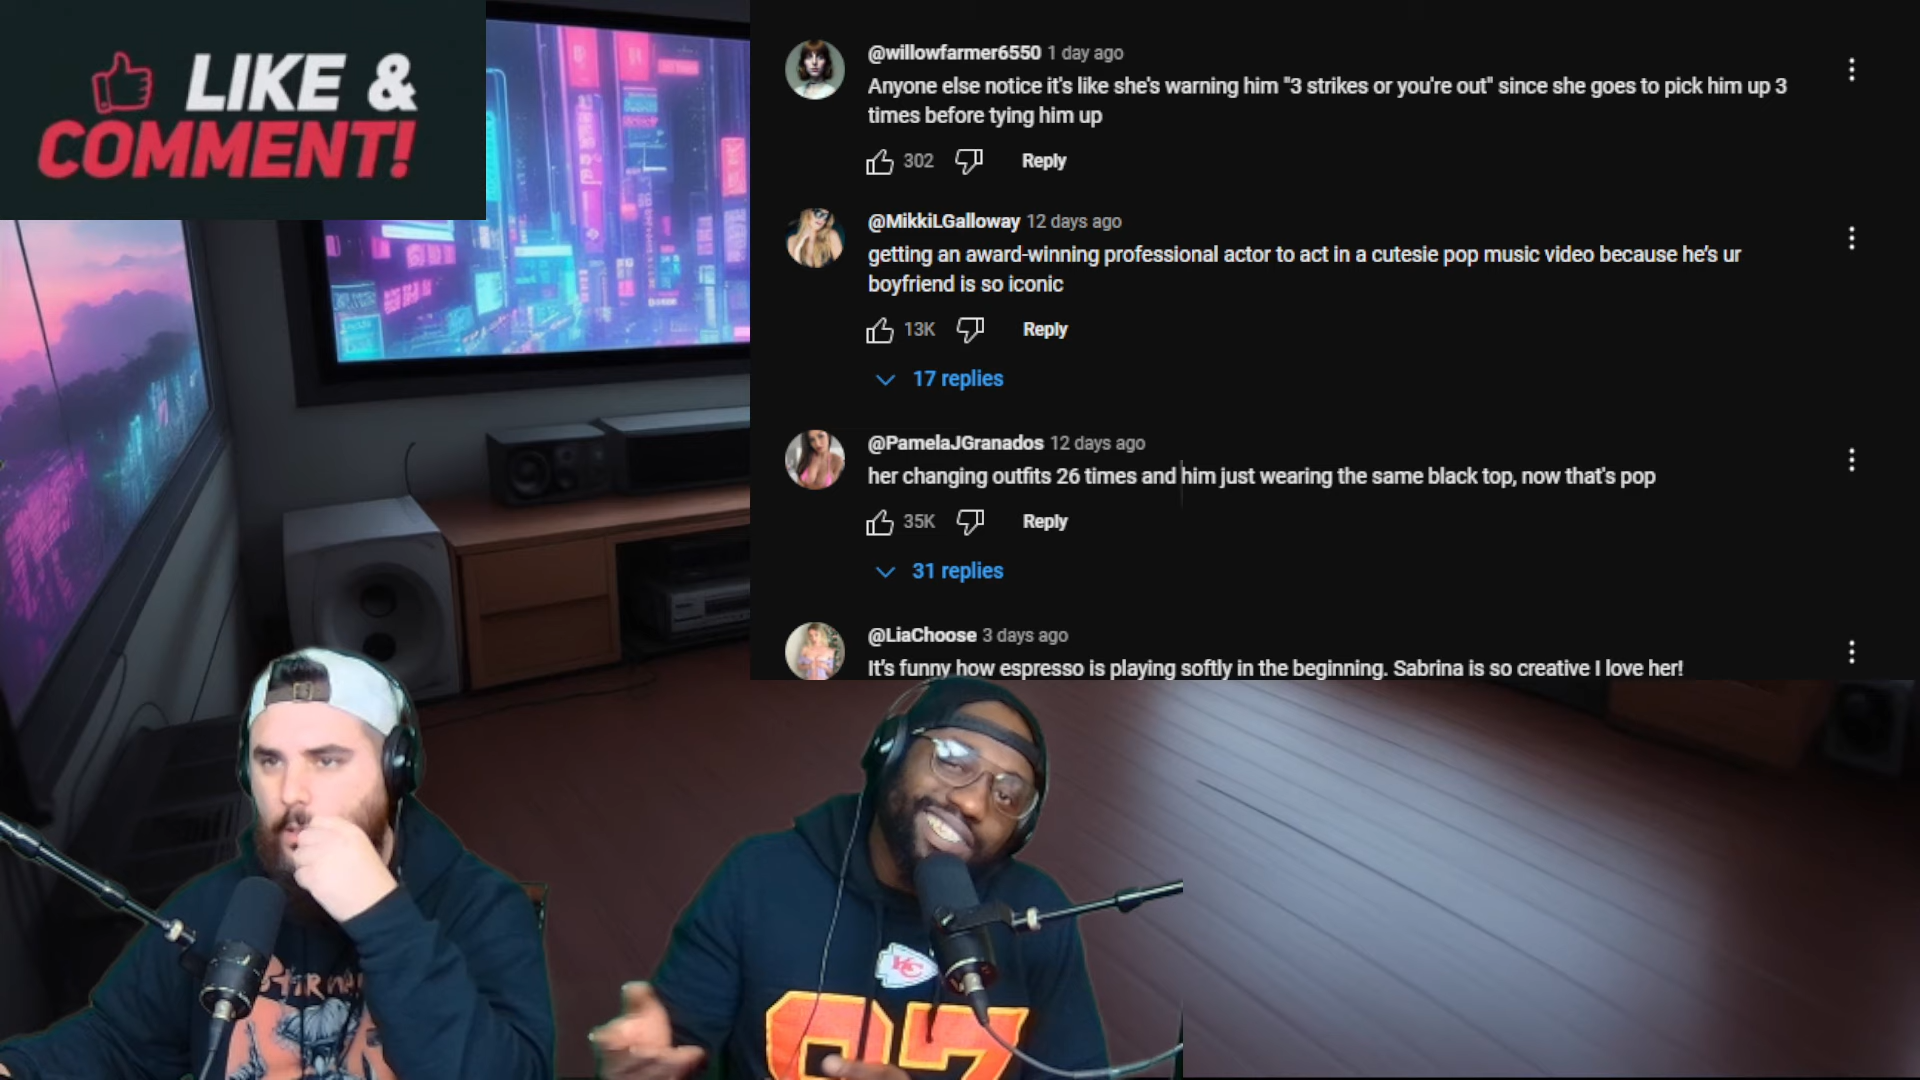 LIKE &
COMMENT!
@willowfarmer6550 1 day ago
Anyone else notice it's like she's warning him "3 strikes or you're out" since she goes to pick him up 3
times before tying him up
302 Reply
@MikkiLGalloway 12 days ago
getting an award-winning professional actor to act in a cutesie pop music video because he's ur
boyfriend is so iconic
13K Reply
17 replies
@PamelaJGranados 12 days ago
her changing outfits 26 times and him just wearing the same black top, now that's pop
35K Reply
31 replies
@LiaChoose 3 days ago
It's funny how espresso is playing softly in the beginning. Sabrina is so creative I love her!
KC
87